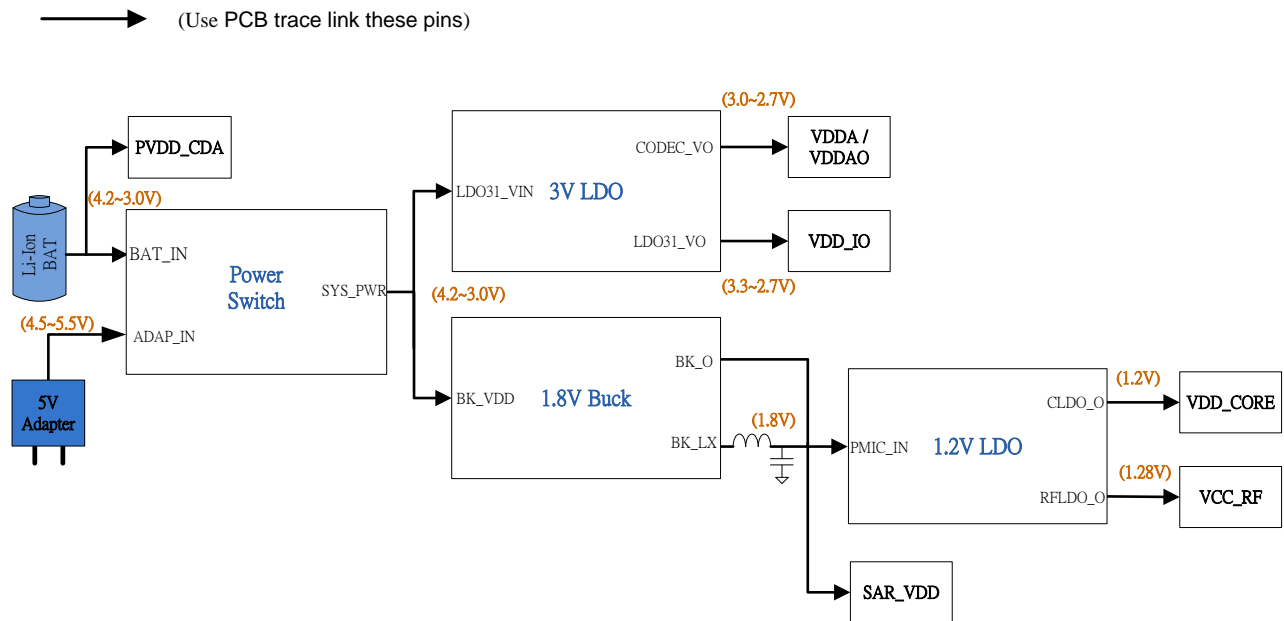 (Use PCB trace link these pins)
(3.0~2.7V)
PVDD_CDA
CODEC_VO
VDDA /
VDDAO
(4.2~3.0V)
LDO31_VIN
3V LDO
Li-Ion
BAT
BAT_IN
LDO31_VO
VDD_IO
Power
Switch
SYS_PWR
(4.2~3.0V)
(3.3~2.7V)
(4.5~5.5V)
ADAP_IN
BK_O
5V
Adapter
BK_VDD
1.8V Buck
(1.2V)
CLDO_O
VDD_CORE
(1.8V)
BK_LX
PMIC_IN
1.2V LDO
(1.28V)
RFLDO_O
VCC_RF
SAR_VDD